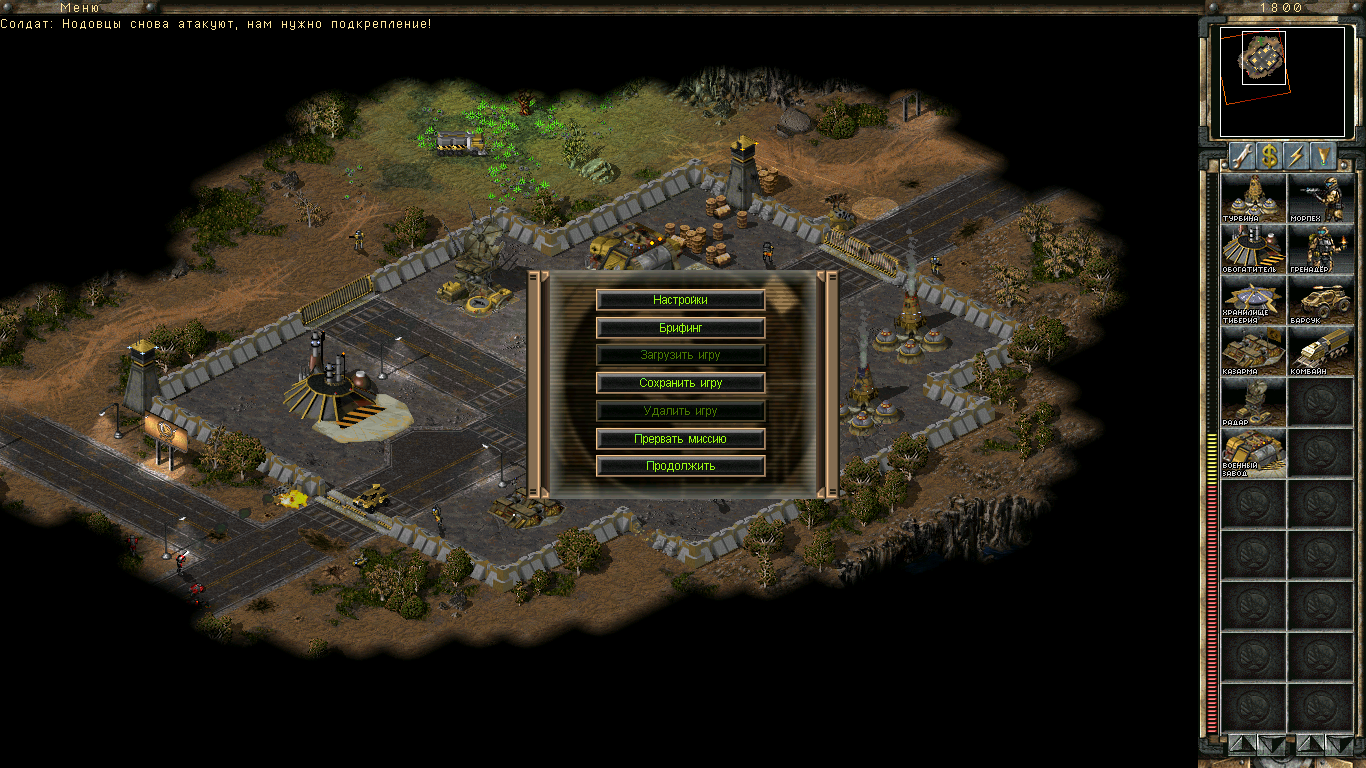 Меню
1800
Солдат: Нодовцы снова атакуют, нам нужно подкрепление!
Настройки
Брифинг
Загрузить игру
Сохранить игру
Удалить игру
Прервать миссию
Продолжить
ТУРБИНА
МОРПЕХ
ОБОГАТИТЕЛЬ
ГРЕНАДЕР
ХРАНИЛИЩЕ
ТИБЕРИЯ
БАРСУК
КАЗАРМА
КОМБАЙН
РАДАР
ВОЕННЫЙ
ЗАВОД